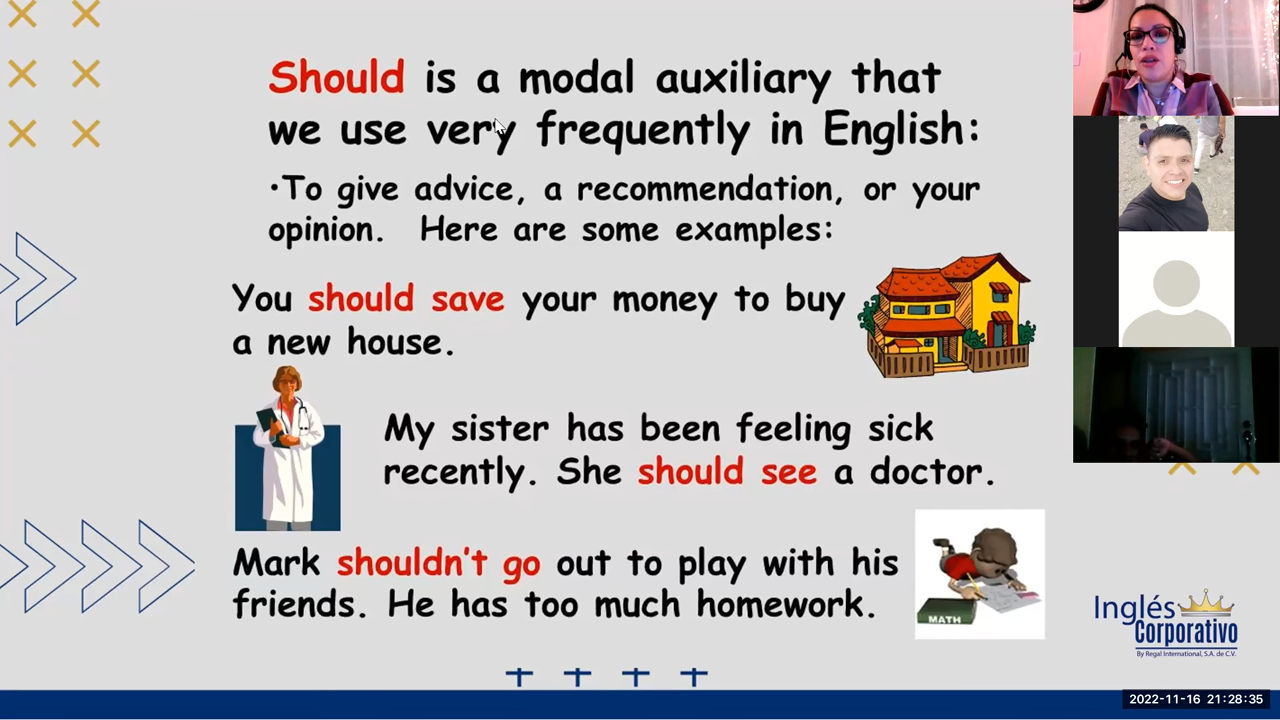 Should is a modal auxiliary that
we use very frequently in English:
•To give advice, a recommendation, or your
opinion. Here are some examples:
You should save your money to buy
a new house.
My sister has been feeling sick
recently. She should see a doctor.
Mark shouldn't go out to play with his
friends. He has too much homework.
MATH
Inglés
Corporativo
By Regal International, S.A. de C.V.
2022-11-16 21:28:35